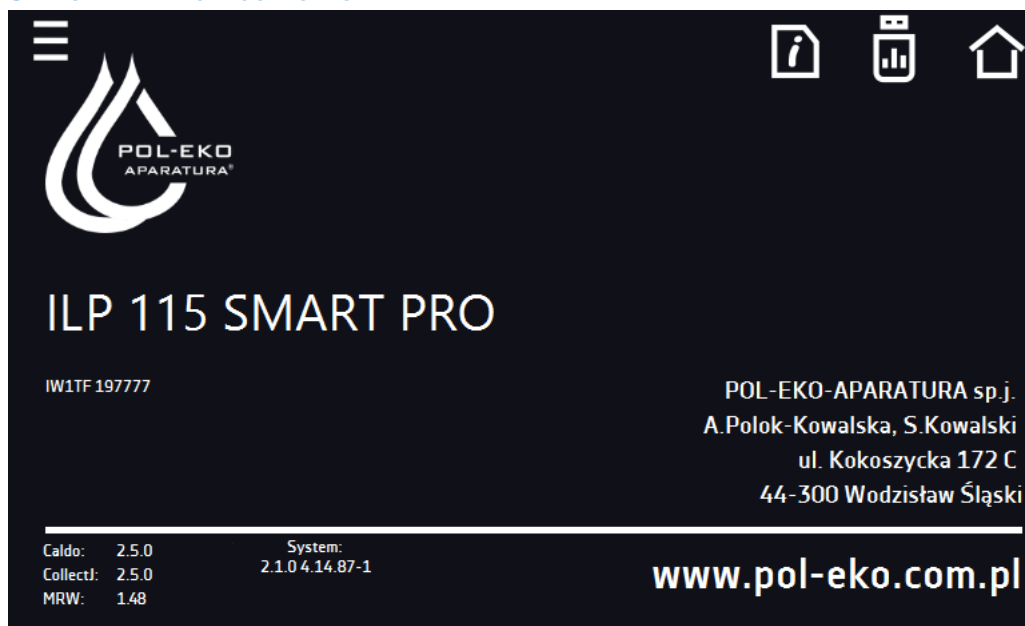 POL-EKO
APARATURA®
ILP 115 SMART PRO
IW1TF 197777
POL-EKO-APARATURA sp.j.
A.Polok-Kowalska, S.Kowalski
ul. Kokoszycka 172 C
44-300 Wodzisław Śląski
Caldo: 2.5.0
CollectJ: 2.5.0
MRW: 1.48
System:
2.1.0 4.14.87-1
www.pol-eko.com.pl